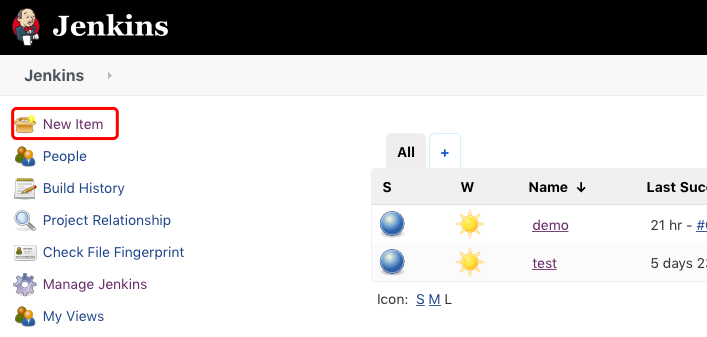 Jenkins
Jenkins
New Item
People
Build History
Project Relationship
Check File Fingerprint
Manage Jenkins
My Views
All +
S W Name ↓ Last Suc
demo 21 hr - #
test 5 days 23
Icon: S M L